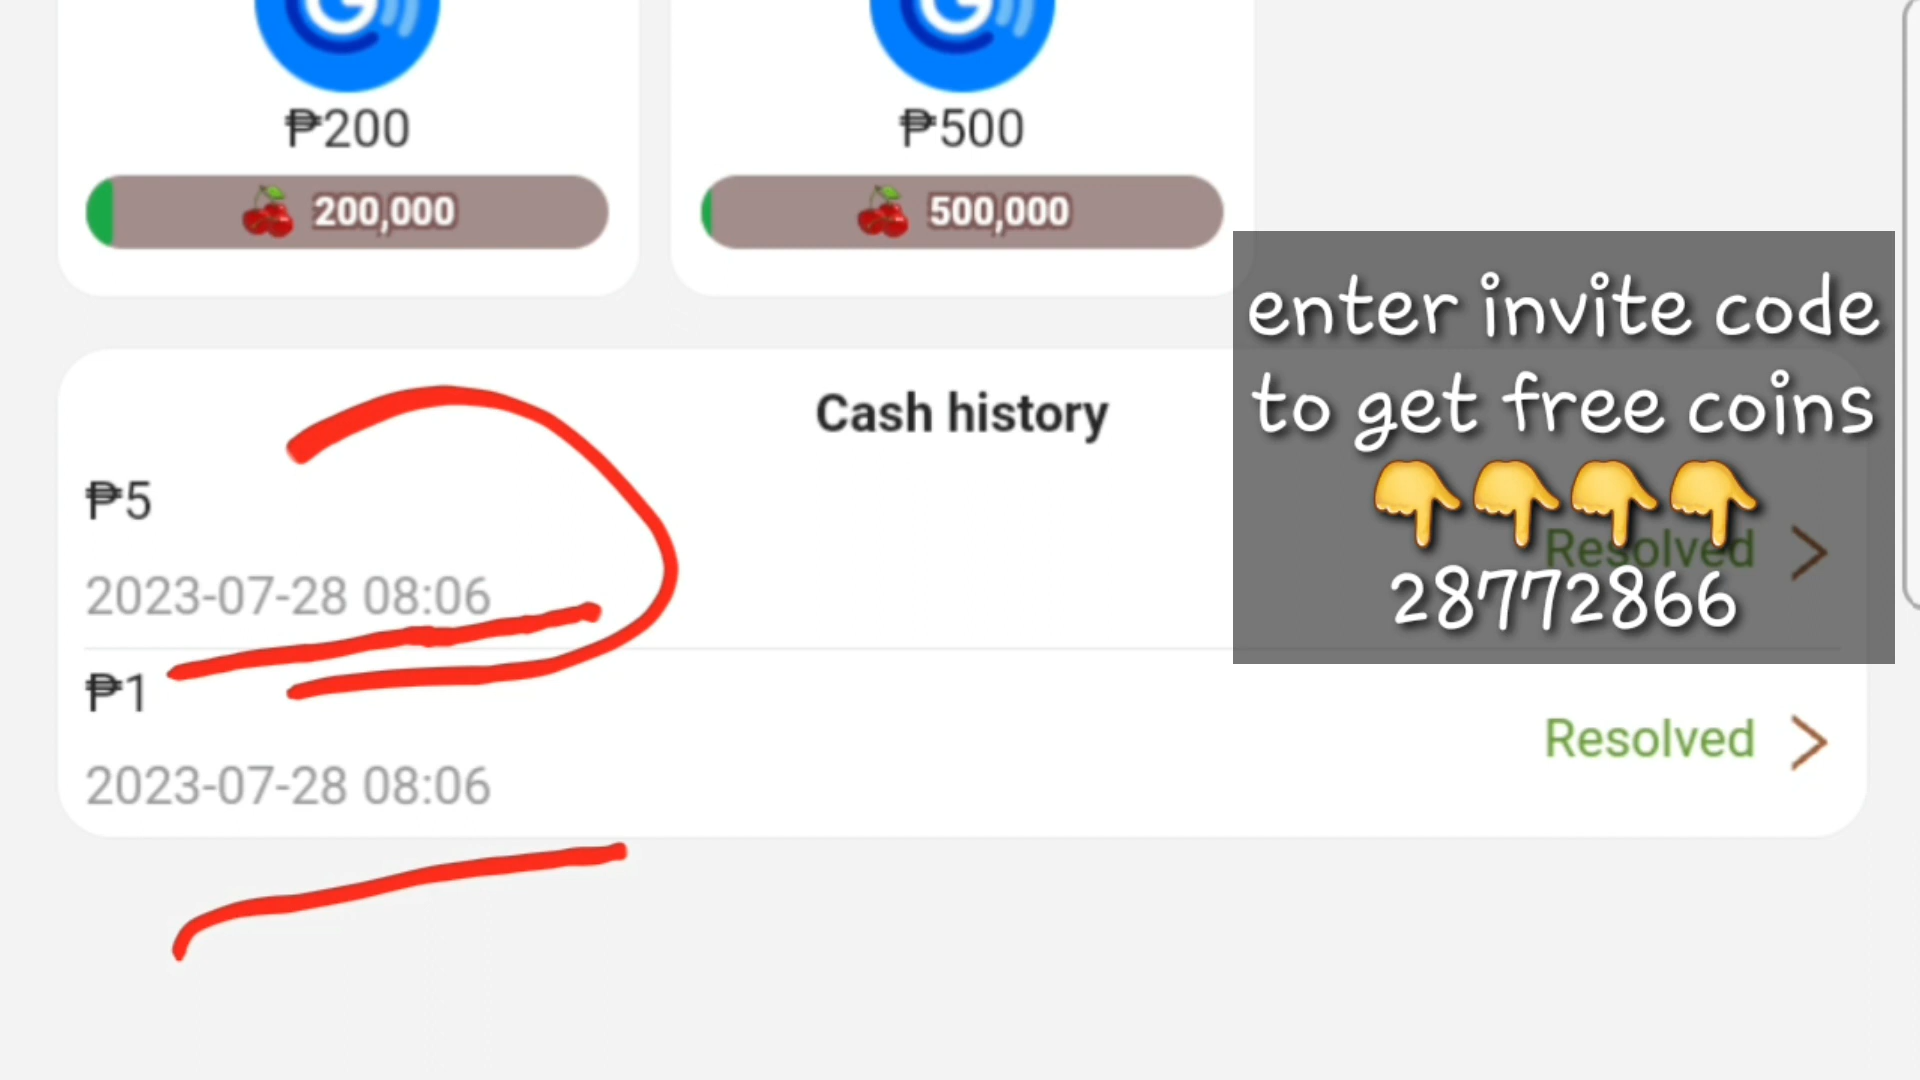 ₱200
₱500
200,000
500,000
enter invite code
to get free coins
👇👇👇👇
28772866
Cash history
₱5
Resolved
2023-07-28 08:06
₱1
Resolved
2023-07-28 08:06